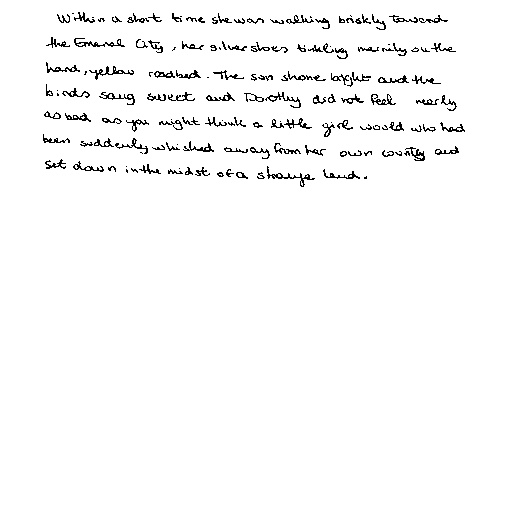 Within a short time she was walking briskly toward
the Emerald City, her silver shoes tinkling merrily on the
hard, yellow roadbed. The sun shone bright and the
birds sang sweet and Dorothy did not feel nearly
as bad as you might think a little girl would who had
been suddenly whisked away from her own country and
set down in the midst of a strange land.